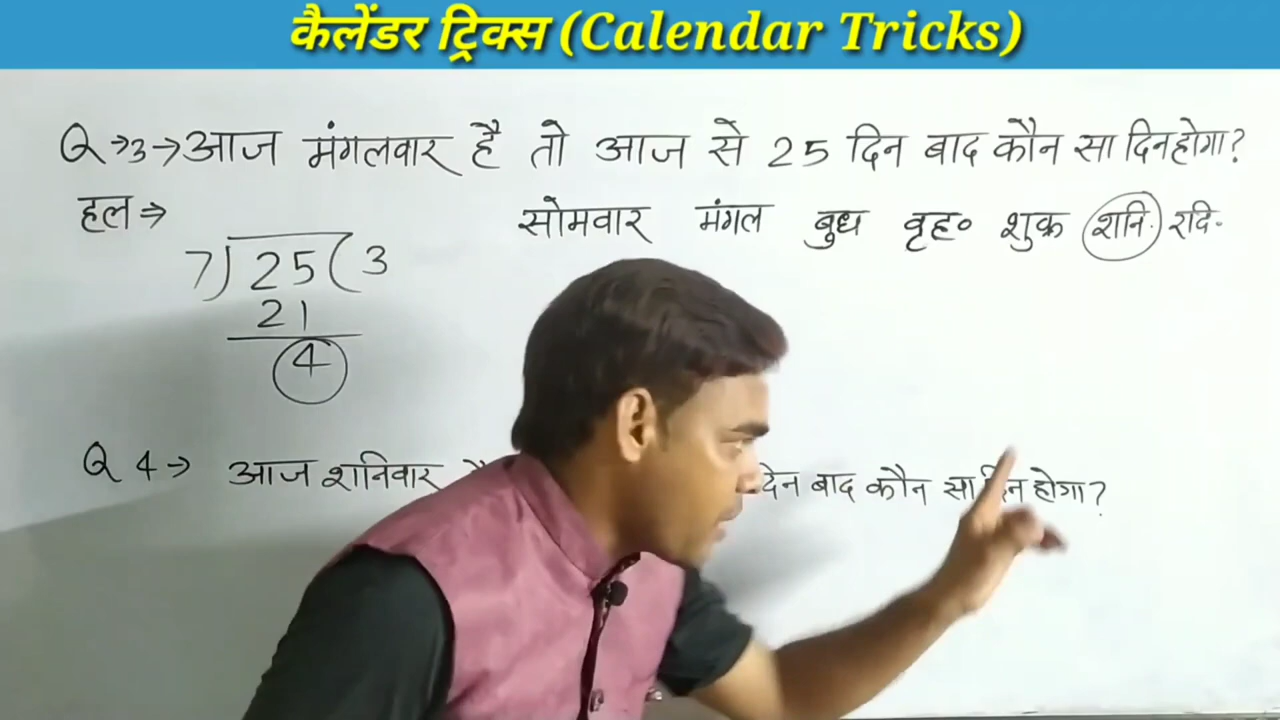 कैलेंडर ट्रिक्स (Calendar Tricks)
Q→3→ आज मंगलवार है तो आज से 25 दिन बाद कौन सा दिन होगा?
हल ⇒ सोमवार मंगल बुध वृह० शुक्र शनि. रवि.
7) 25 ( 3
21
4
Q 4→ आज शनिवार है दिन बाद कौन सा दिन होगा?